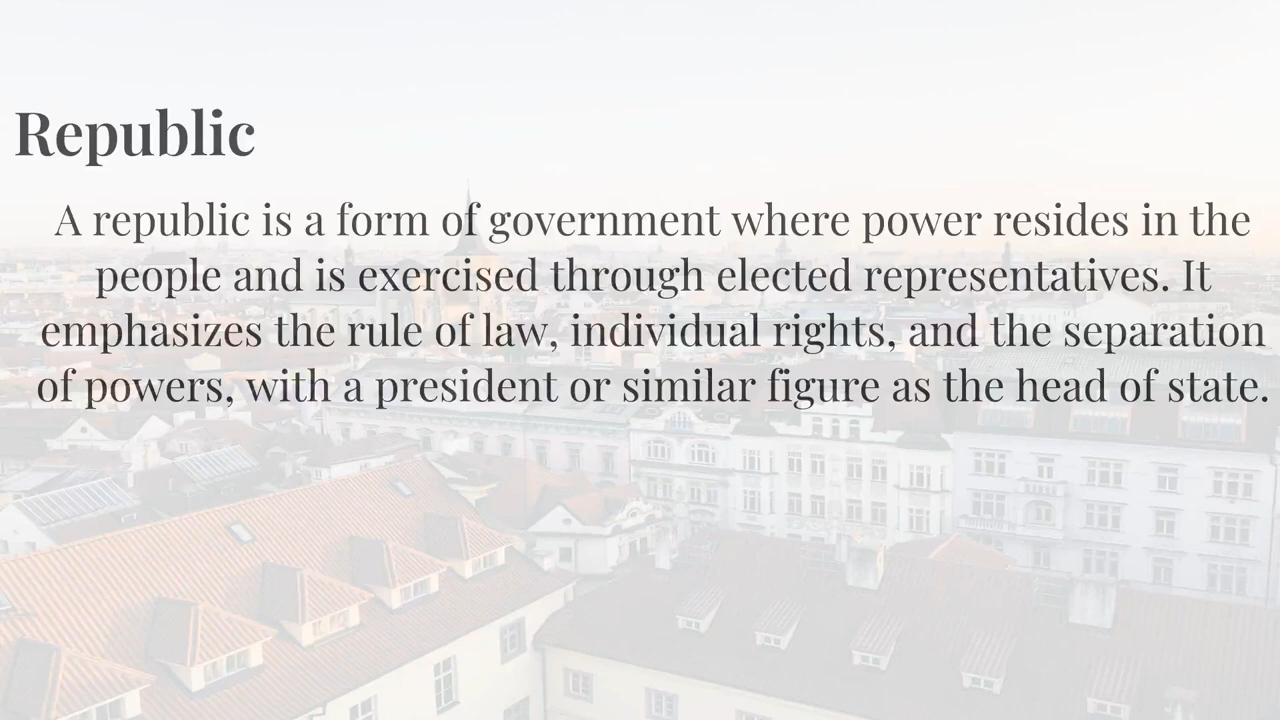 Republic
A republic is a form of government where power resides in the
people and is exercised through elected representatives. It
emphasizes the rule of law, individual rights, and the separation
of powers, with a president or similar figure as the head of state.